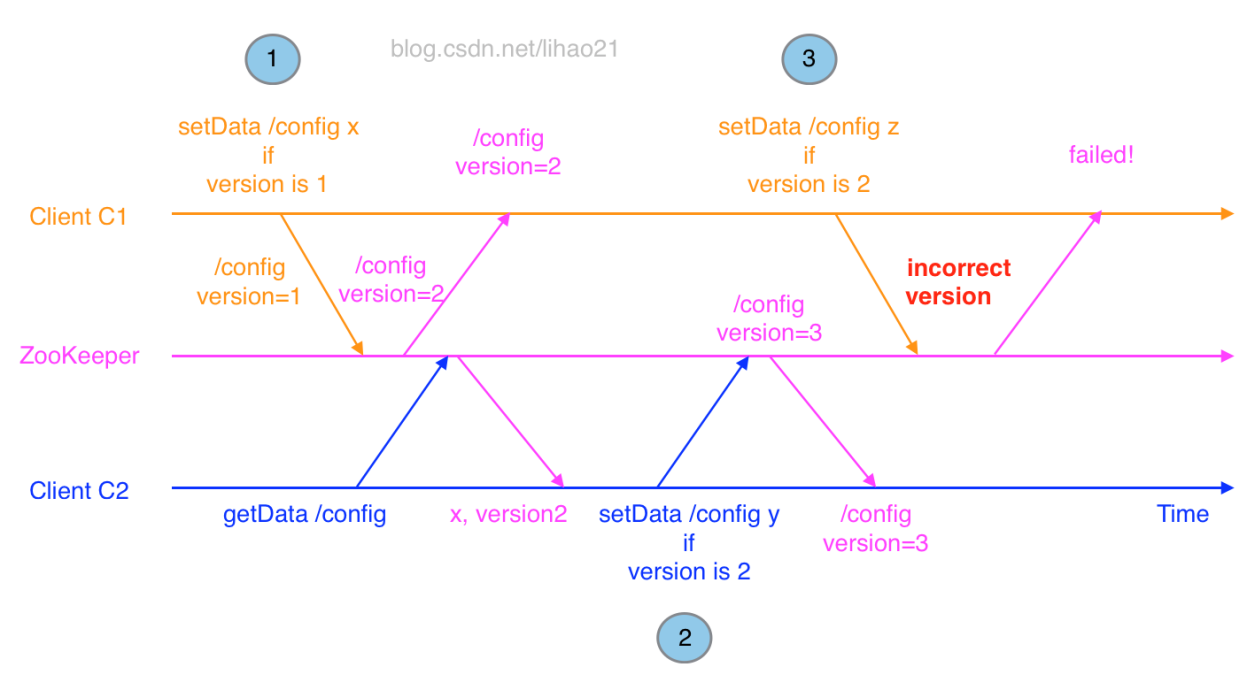 1
blog.csdn.net/lihao21
3
setData /config x
if
version is 1
/config
version=2
setData /config z
if
version is 2
failed!
Client C1
/config
version=1
/config
version=2
incorrect
version
/config
version=3
ZooKeeper
Client C2
getData /config
x, version2
setData /config y
if
version is 2
/config
version=3
Time
2